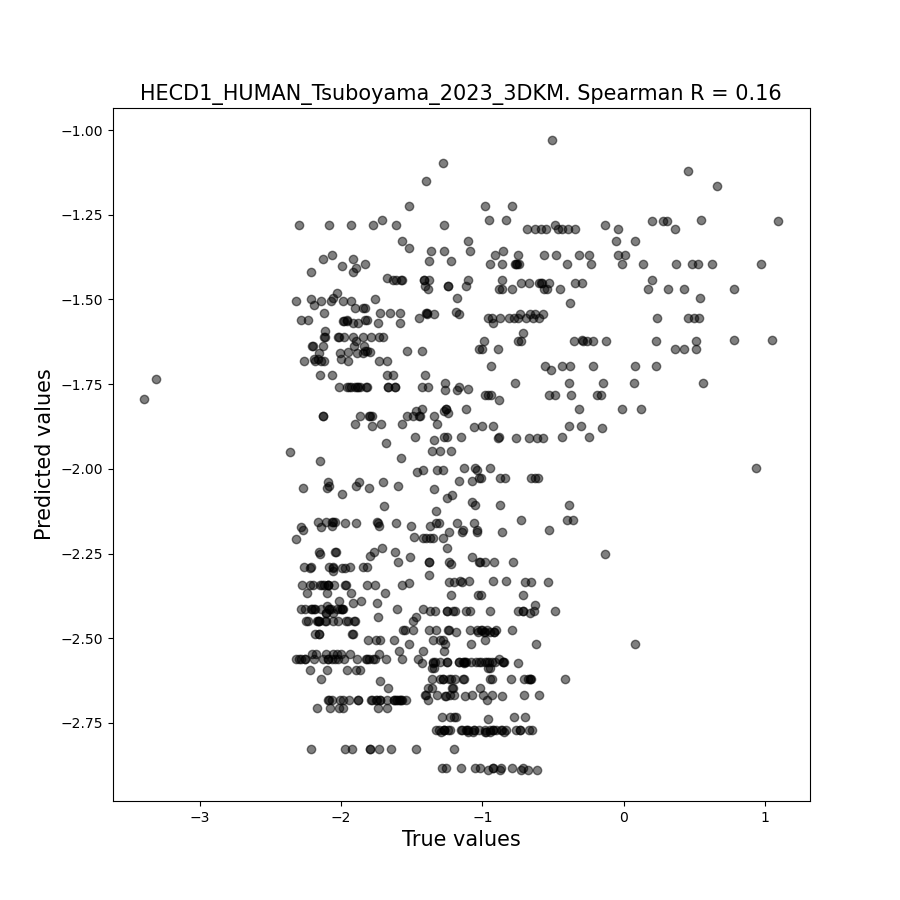 HECD1_HUMAN_Tsuboyama_2023_3DKM. Spearman R = 0.16
−1.00
−1.25
−1.50
−1.75
−2.00
−2.25
−2.50
−2.75
Predicted values
−3 −2 −1 0 1
True values